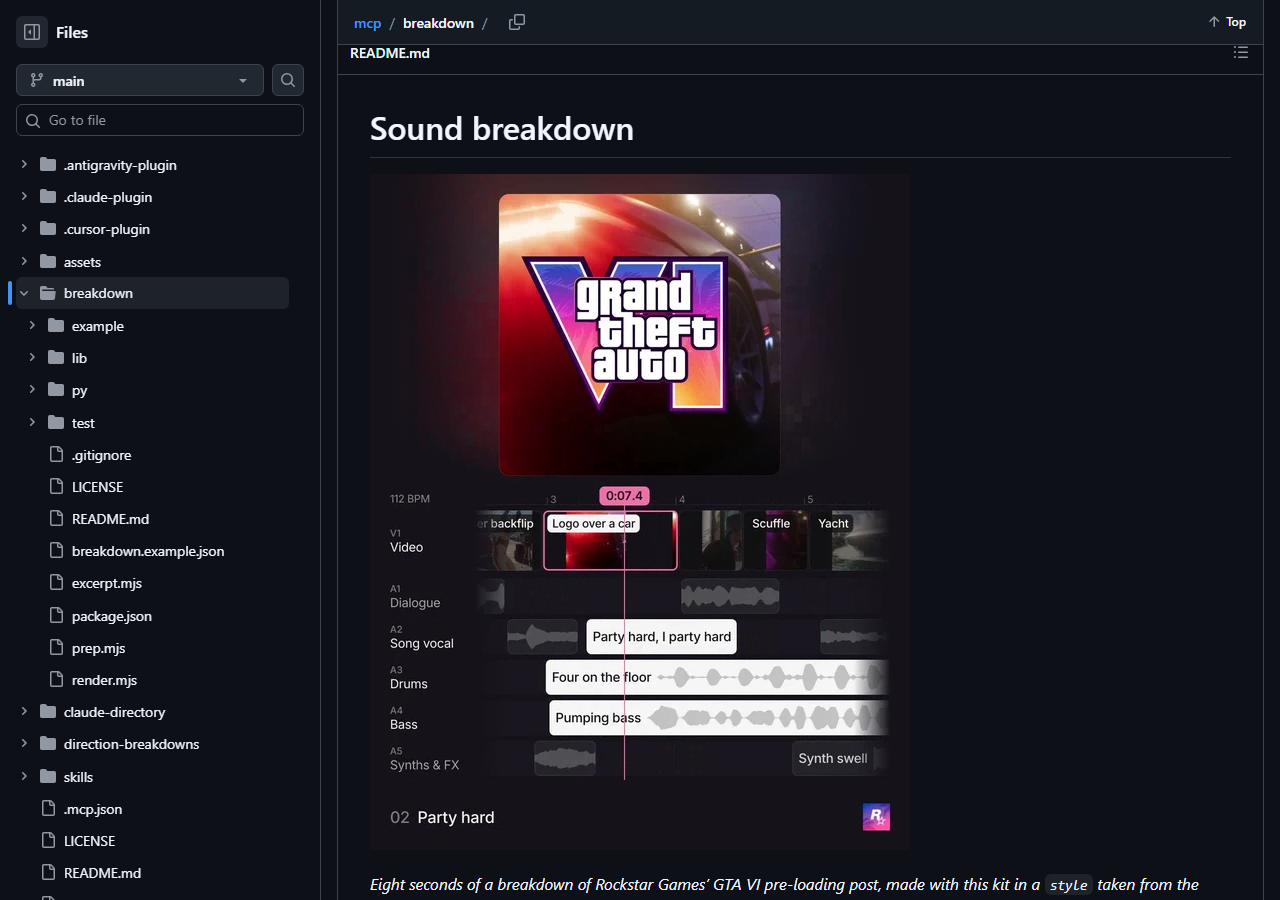 Files
main
Go to file
.antigravity-plugin
.claude-plugin
.cursor-plugin
assets
breakdown
example
lib
py
test
.gitignore
LICENSE
README.md
breakdown.example.json
excerpt.mjs
package.json
prep.mjs
render.mjs
claude-directory
direction-breakdowns
skills
.mcp.json
LICENSE
README.md
mcp / breakdown /
Top
README.md
Sound breakdown
VI
grand
theft
auto
112 BPM
3
0:07.4
4
5
V1
Video
er backflip
Logo over a car
Scuffle
Yacht
A1
Dialogue
A2
Song vocal
Party hard, I party hard
A3
Drums
Four on the floor
A4
Bass
Pumping bass
A5
Synths & FX
Synth swell
02 Party hard
R
Eight seconds of a breakdown of Rockstar Games’ GTA VI pre-loading post, made with this kit in a style taken from the